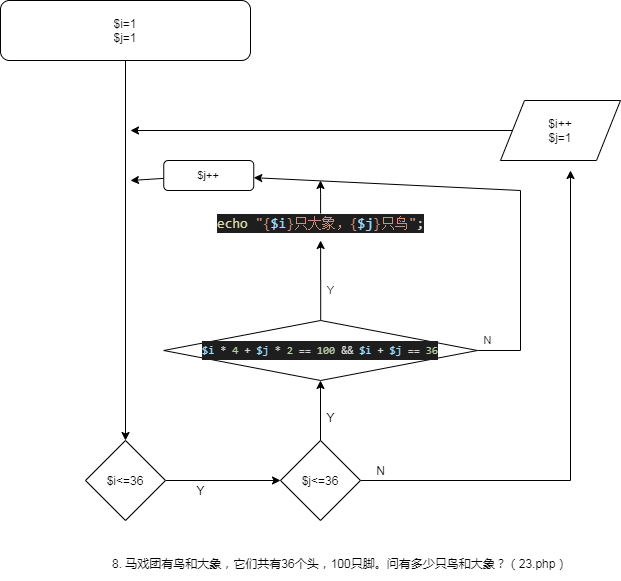 $i=1
$j=1
$i++
$j=1
$j++
echo "{$i}只大象，{$j}只鸟";
Y
$i * 4 + $j * 2 == 100 && $i + $j == 36
N
Y
$i<=36
Y
$j<=36
N
8. 马戏团有鸟和大象，它们共有36个头，100只脚。问有多少只鸟和大象？（23.php）